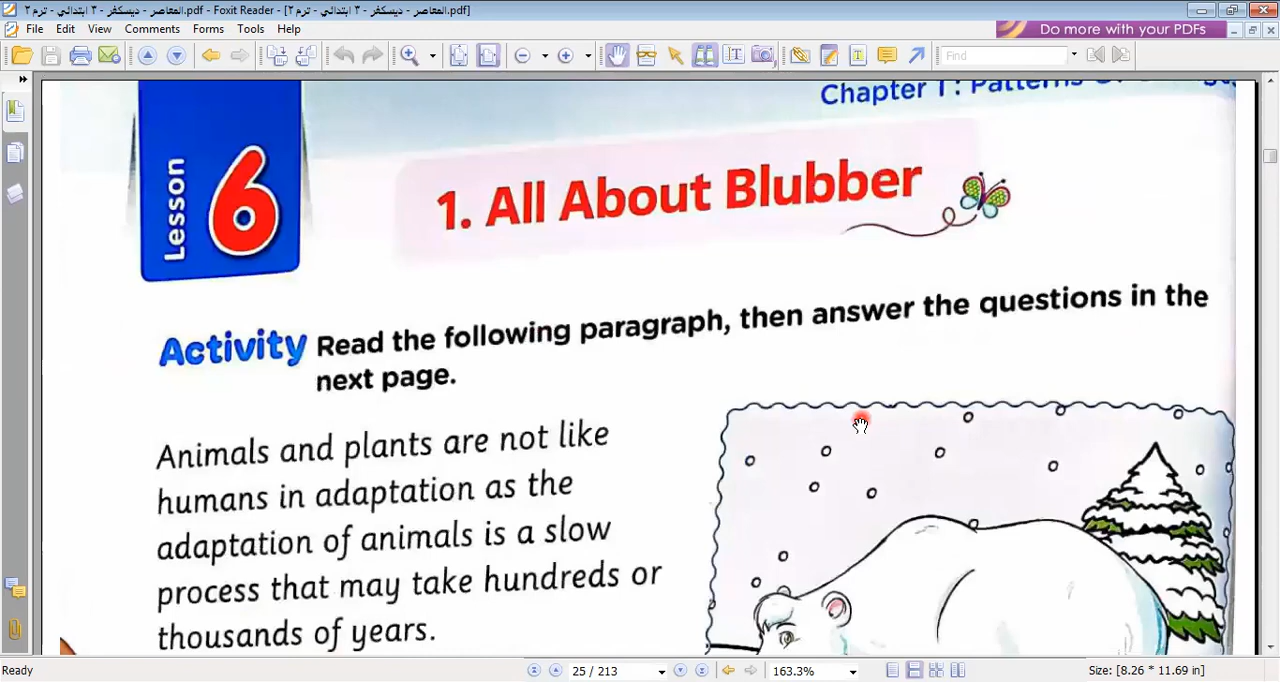 المعاصر - ديسكفر - ٣ ابتدائي - ترم ٢.pdf - Foxit Reader - [المعاصر - ديسكفر - ٣ ابتدائي - ترم ٢.pdf]
File Edit View Comments Forms Tools Help
Do more with your PDFs
Find
Chapter 1: Patterns
Lesson 6
1. All About Blubber
Activity Read the following paragraph, then answer the questions in the
next page.
Animals and plants are not like
humans in adaptation as the
adaptation of animals is a slow
process that may take hundreds or
thousands of years.
Ready
25 / 213
163.3%
Size: [8.26 * 11.69 in]